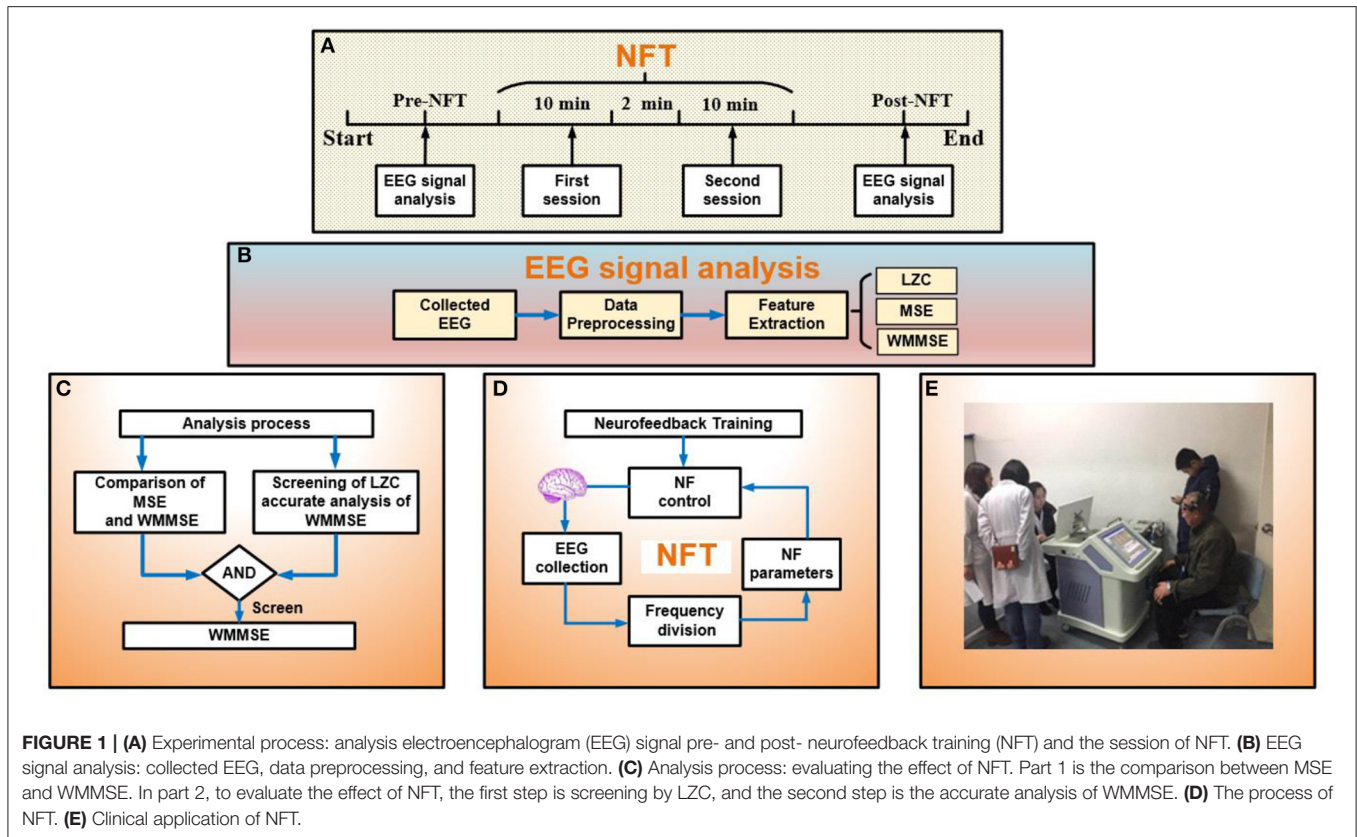 A
NFT
Pre-NFT
10 min
2 min
10 min
Post-NFT
Start
End
EEG signal
analysis
First
session
Second
session
EEG signal
analysis
B
EEG signal analysis
Collected
EEG
Data
Preprocessing
Feature
Extraction
LZC
MSE
WMMSE
C
Analysis process
Comparison of
MSE
and WMMSE
Screening of LZC
accurate analysis of
WMMSE
AND
Screen
WMMSE
D
Neurofeedback Training
NF
control
EEG
collection
NFT
NF
parameters
Frequency
division
E
FIGURE 1 | (A) Experimental process: analysis electroencephalogram (EEG) signal pre- and post- neurofeedback training (NFT) and the session of NFT. (B) EEG
signal analysis: collected EEG, data preprocessing, and feature extraction. (C) Analysis process: evaluating the effect of NFT. Part 1 is the comparison between MSE
and WMMSE. In part 2, to evaluate the effect of NFT, the first step is screening by LZC, and the second step is the accurate analysis of WMMSE. (D) The process of
NFT. (E) Clinical application of NFT.